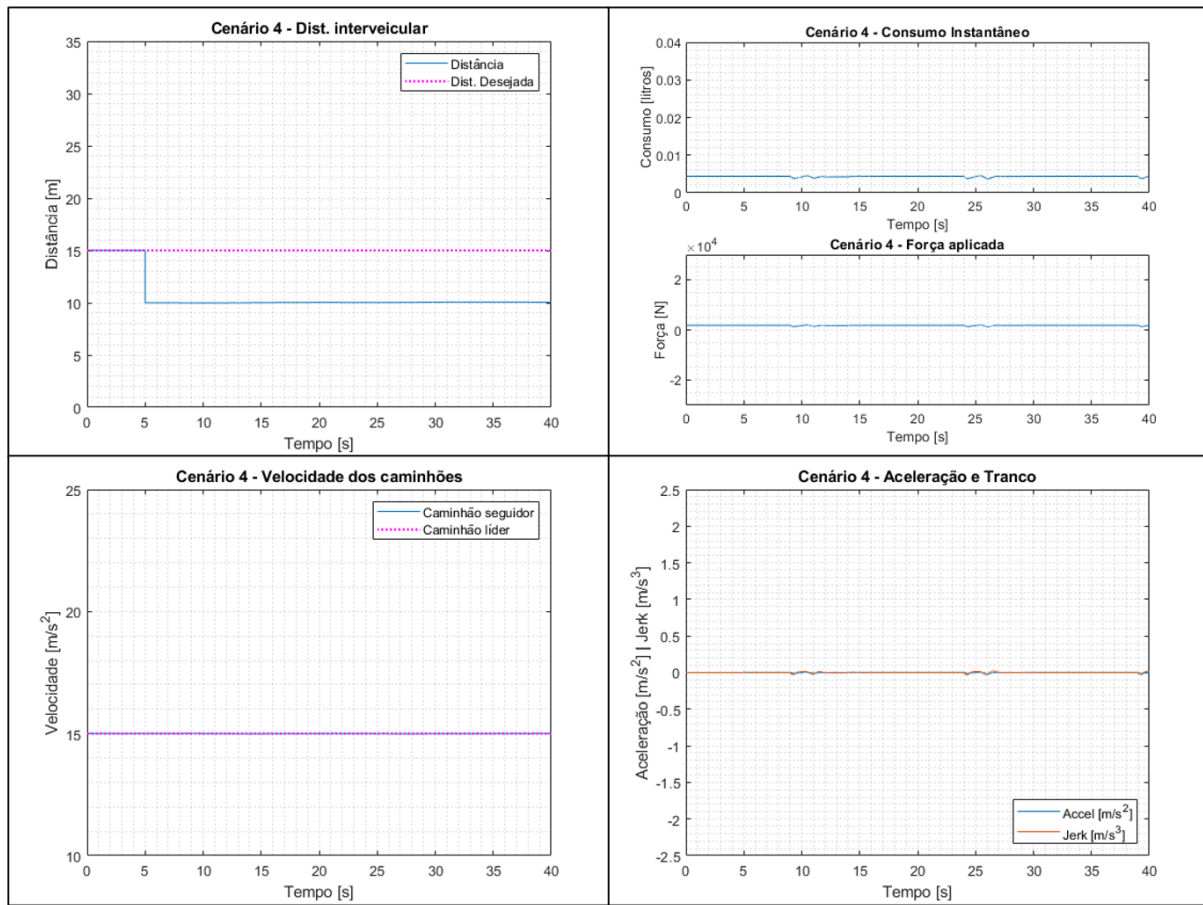 Cenário 4 - Dist. interveicular
35
30
25
20
15
10
5
0
Distância [m]
Distância
Dist. Desejada
0 5 10 15 20 25 30 35 40
Tempo [s]
Cenário 4 - Consumo Instantâneo
0.04
0.03
0.02
0.01
0
Consumo [litros]
0 5 10 15 20 25 30 35 40
Tempo [s]
×10^4
Cenário 4 - Força aplicada
2
0
-2
Força [N]
0 5 10 15 20 25 30 35 40
Tempo [s]
Cenário 4 - Velocidade dos caminhões
25
20
15
10
Velocidade [m/s^2]
Caminhão seguidor
Caminhão líder
0 5 10 15 20 25 30 35 40
Tempo [s]
Cenário 4 - Aceleração e Tranco
2.5
2
1.5
1
0.5
0
-0.5
-1
-1.5
-2
-2.5
Aceleração [m/s^2] | Jerk [m/s^3]
Accel [m/s^2]
Jerk [m/s^3]
0 5 10 15 20 25 30 35 40
Tempo [s]